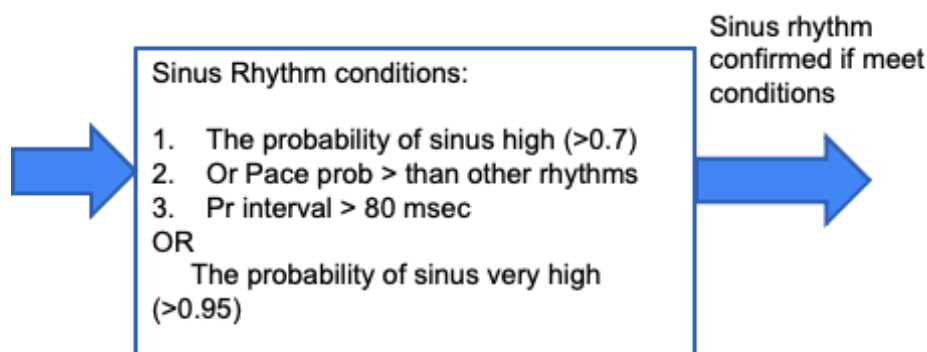 Sinus rhythm
confirmed if meet
conditions
Sinus Rhythm conditions:
1. The probability of sinus high (>0.7)
2. Or Pace prob > than other rhythms
3. Pr interval > 80 msec
OR
The probability of sinus very high
(>0.95)